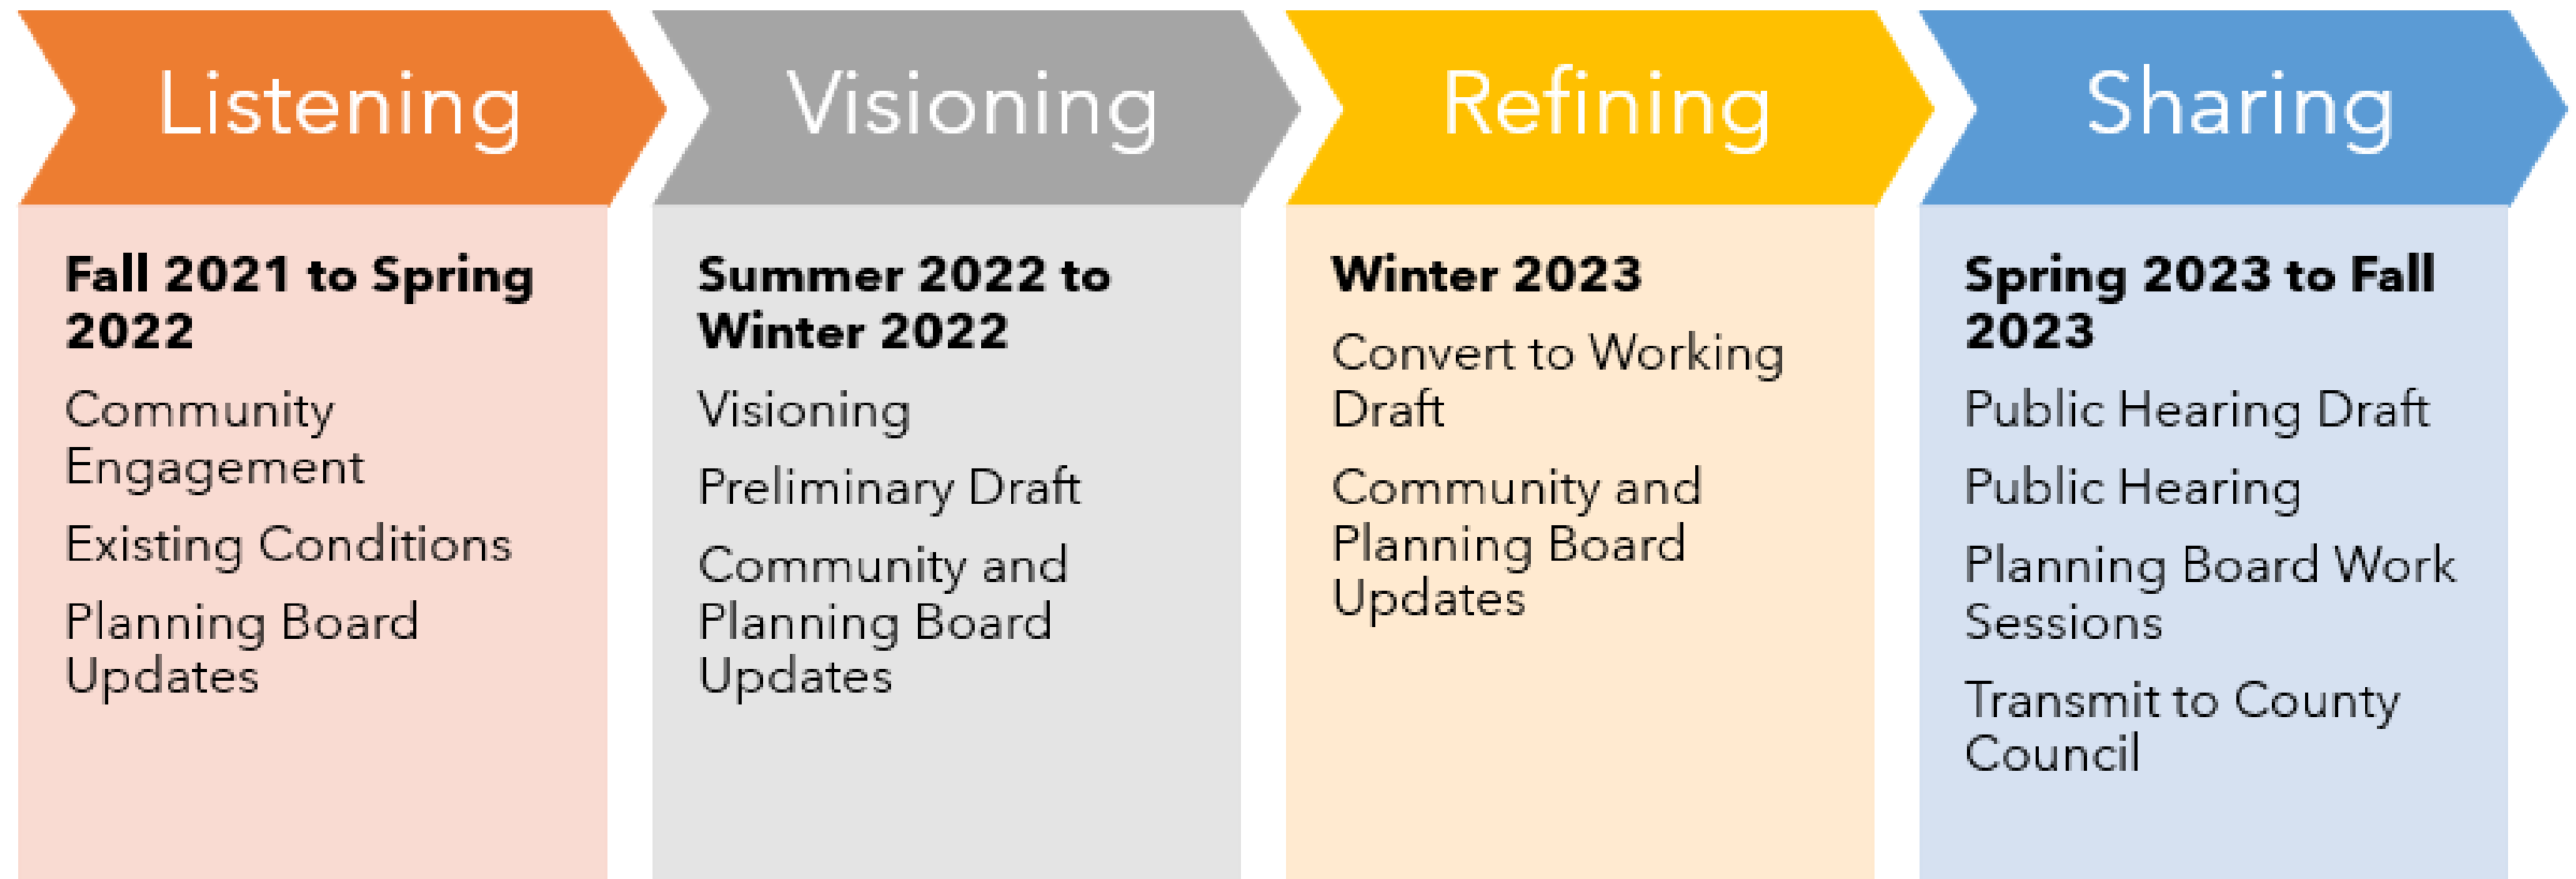 Listening
Fall 2021 to Spring
2022
Community
Engagement
Existing Conditions
Planning Board
Updates
Visioning
Summer 2022 to
Winter 2022
Visioning
Preliminary Draft
Community and
Planning Board
Updates
Refining
Winter 2023
Convert to Working
Draft
Community and
Planning Board
Updates
Sharing
Spring 2023 to Fall
2023
Public Hearing Draft
Public Hearing
Planning Board Work
Sessions
Transmit to County
Council